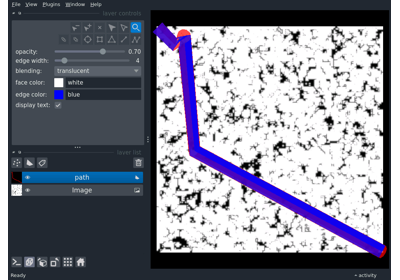 File View Plugins Window Help
layer controls
opacity: 0.70
edge width: 4
blending: translucent
face color: white
edge color: blue
display text:
layer list
path
Image
Ready activity